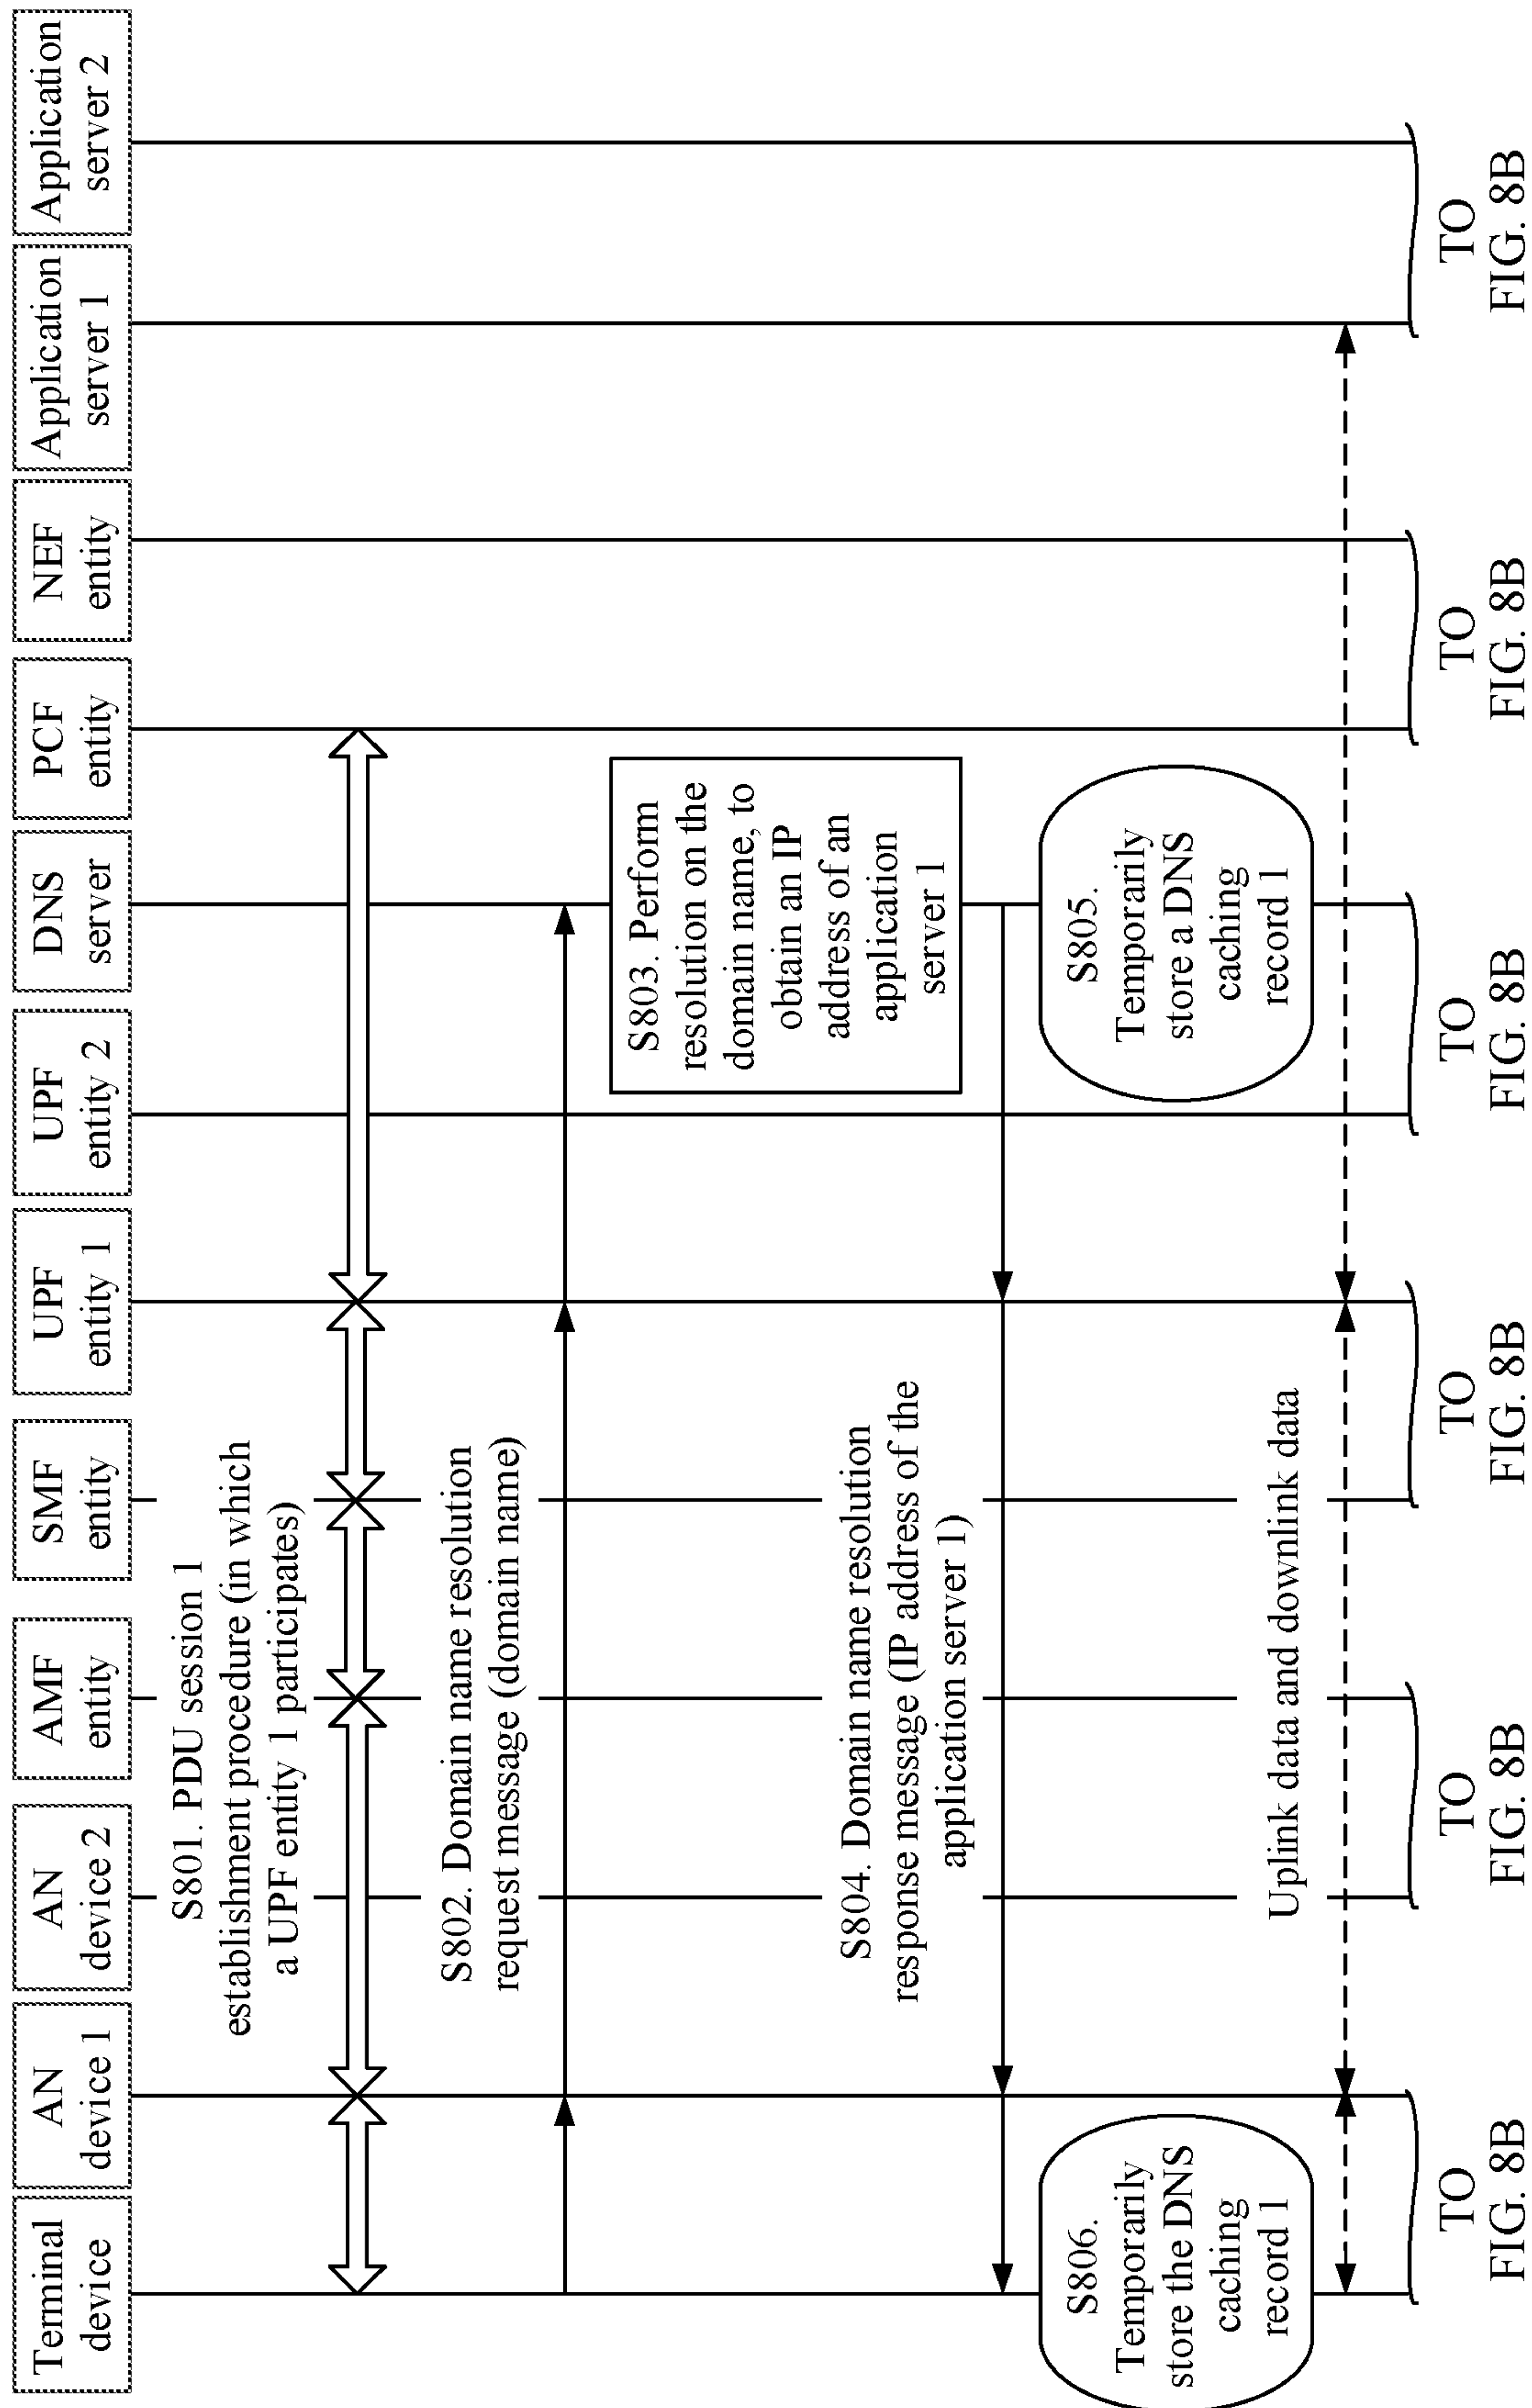 Terminal
device
AN
device 1
AN
device 2
AMF
entity
SMF
entity
UPF
entity 1
UPF
entity 2
DNS
server
PCF
entity
NEF
entity
Application
server 1
Application
server 2
S801. PDU session 1
establishment procedure (in which
a UPF entity 1 participates)
S802. Domain name resolution
request message (domain name)
S803. Perform
resolution on the
domain name, to
obtain an IP
address of an
application
server 1
S804. Domain name resolution
response message (IP address of the
application server 1)
S805.
Temporarily
store a DNS
caching
record 1
S806.
Temporarily
store the DNS
caching
record 1
Uplink data and downlink data
TO
FIG. 8B
TO
FIG. 8B
TO
FIG. 8B
TO
FIG. 8B
TO
FIG. 8B
TO
FIG. 8B